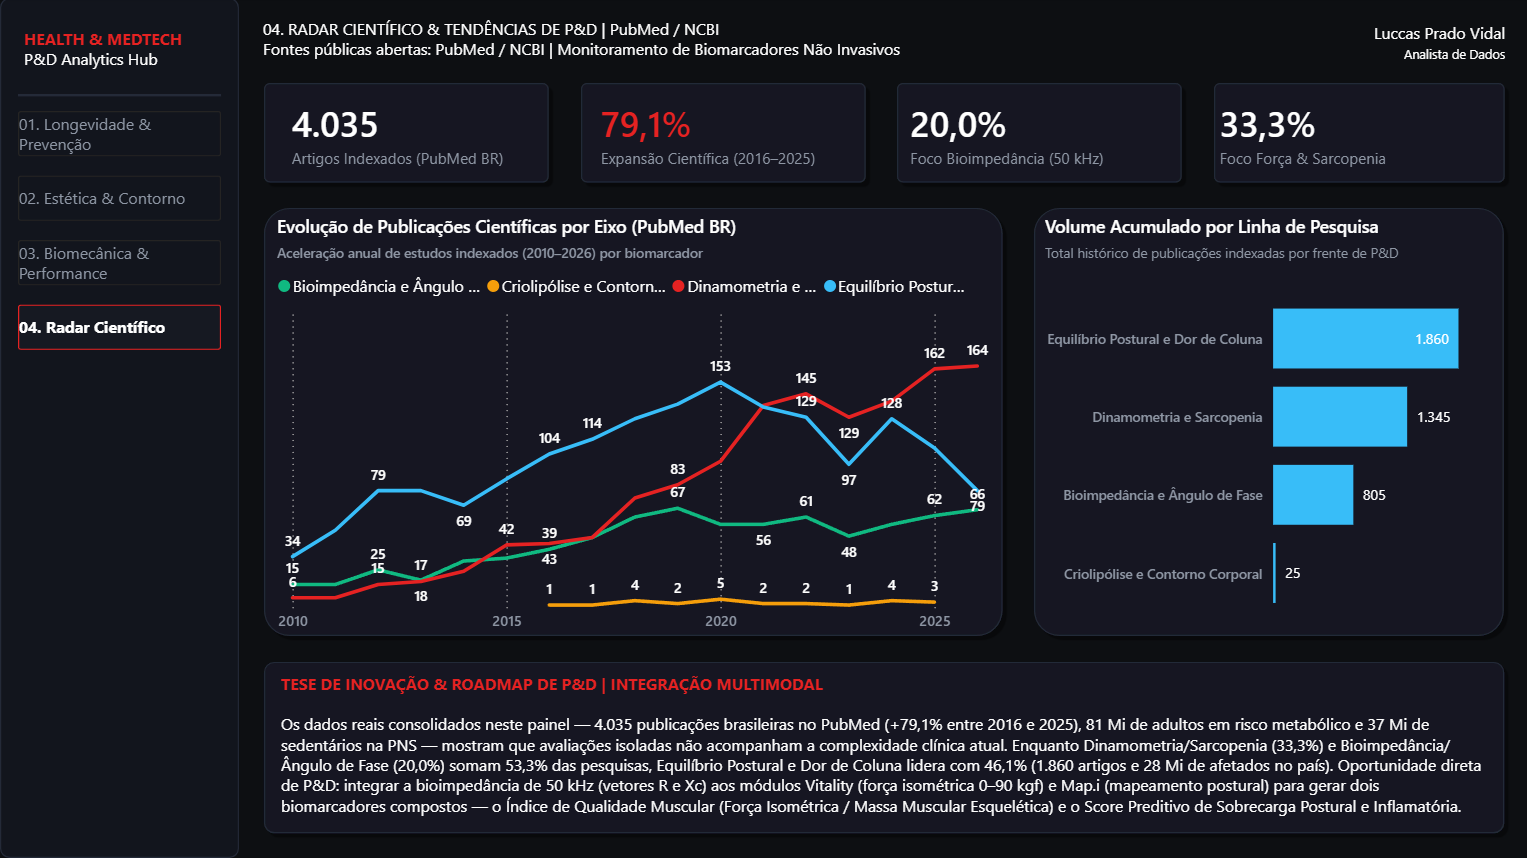 HEALTH & MEDTECH
P&D Analytics Hub
01. Longevidade &
Prevenção
02. Estética & Contorno
03. Biomecânica &
Performance
04. Radar Científico
04. RADAR CIENTÍFICO & TENDÊNCIAS DE P&D | PubMed / NCBI
Fontes públicas abertas: PubMed / NCBI | Monitoramento de Biomarcadores Não Invasivos
Luccas Prado Vidal
Analista de Dados
4.035
Artigos Indexados (PubMed BR)
79,1%
Expansão Científica (2016–2025)
20,0%
Foco Bioimpedância (50 kHz)
33,3%
Foco Força & Sarcopenia
Evolução de Publicações Científicas por Eixo (PubMed BR)
Aceleração anual de estudos indexados (2010–2026) por biomarcador
Bioimpedância e Ângulo ... Criolipólise e Contorn... Dinamometria e ... Equilíbrio Postur...
164
162
153
145
129
128
114
129
104
97
83
79
67
69
66
79
61
62
56
48
42
39
43
34
25
15
15
17
6
18
1 1 4 2 5 2 2 1 4 3
2010 2015 2020 2025
Volume Acumulado por Linha de Pesquisa
Total histórico de publicações indexadas por frente de P&D
Equilíbrio Postural e Dor de Coluna 1.860
Dinamometria e Sarcopenia 1.345
Bioimpedância e Ângulo de Fase 805
Criolipólise e Contorno Corporal 25
TESE DE INOVAÇÃO & ROADMAP DE P&D | INTEGRAÇÃO MULTIMODAL
Os dados reais consolidados neste painel — 4.035 publicações brasileiras no PubMed (+79,1% entre 2016 e 2025), 81 Mi de adultos em risco metabólico e 37 Mi de
sedentários na PNS — mostram que avaliações isoladas não acompanham a complexidade clínica atual. Enquanto Dinamometria/Sarcopenia (33,3%) e Bioimpedância/
Ângulo de Fase (20,0%) somam 53,3% das pesquisas, Equilíbrio Postural e Dor de Coluna lidera com 46,1% (1.860 artigos e 28 Mi de afetados no país). Oportunidade direta
de P&D: integrar a bioimpedância de 50 kHz (vetores R e Xc) aos módulos Vitality (força isométrica 0–90 kgf) e Map.i (mapeamento postural) para gerar dois
biomarcadores compostos — o Índice de Qualidade Muscular (Força Isométrica / Massa Muscular Esquelética) e o Score Preditivo de Sobrecarga Postural e Inflamatória.